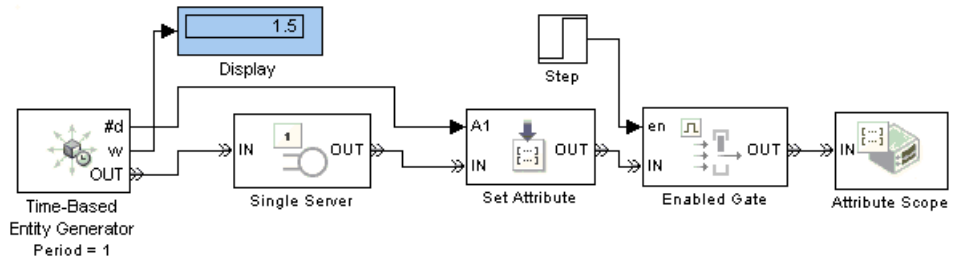 1.5
Display
Step
#d
w
OUT
Time-Based
Entity Generator
Period = 1
IN
1
OUT
Single Server
A1
IN
[...]
OUT
Set Attribute
en
IN
OUT
Enabled Gate
IN
[...]
Attribute Scope